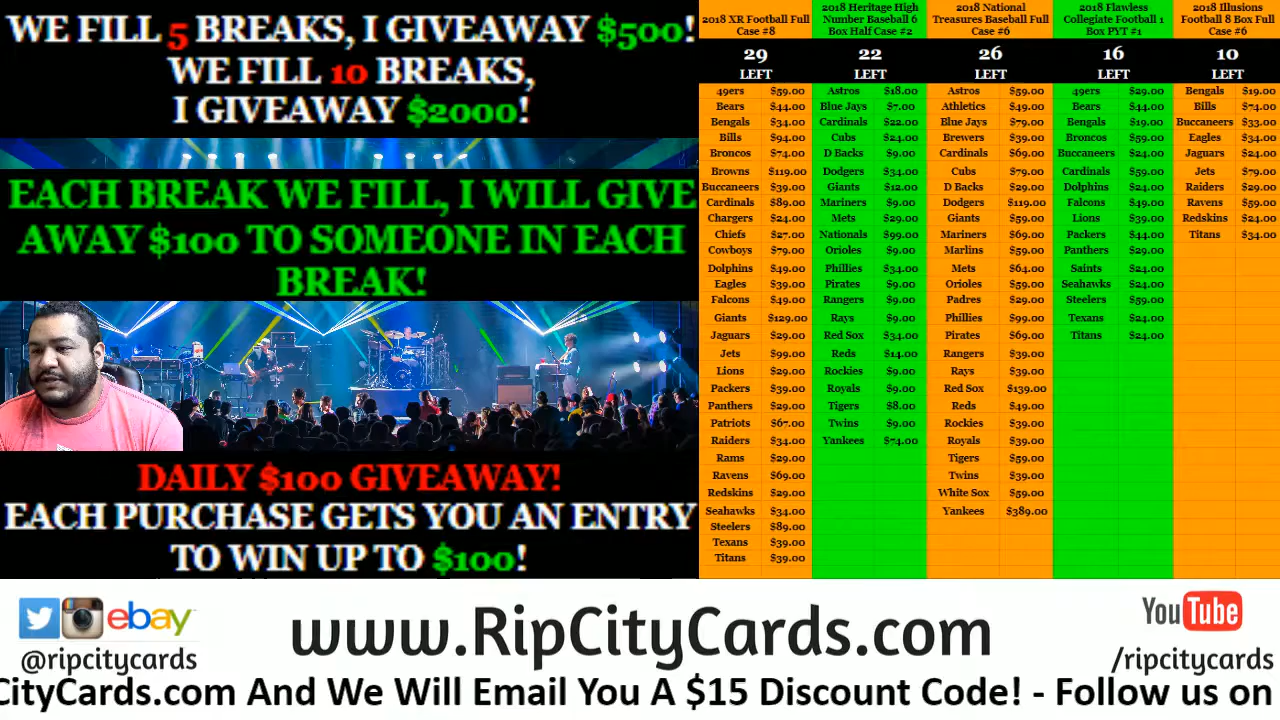 WE FILL 5 BREAKS, I GIVEAWAY $500!
WE FILL 10 BREAKS,
I GIVEAWAY $2000!
EACH BREAK WE FILL, I WILL GIVE
AWAY $100 TO SOMEONE IN EACH
BREAK!
DAILY $100 GIVEAWAY!
EACH PURCHASE GETS YOU AN ENTRY
TO WIN UP TO $100!
2018 XR Football Full
Case #8
29
LEFT
49ers $59.00
Bears $44.00
Bengals $34.00
Bills $94.00
Broncos $74.00
Browns $119.00
Buccaneers $39.00
Cardinals $89.00
Chargers $24.00
Chiefs $27.00
Cowboys $79.00
Dolphins $49.00
Eagles $39.00
Falcons $49.00
Giants $129.00
Jaguars $29.00
Jets $99.00
Lions $29.00
Packers $39.00
Panthers $29.00
Patriots $67.00
Raiders $34.00
Rams $29.00
Ravens $69.00
Redskins $29.00
Seahawks $34.00
Steelers $89.00
Texans $39.00
Titans $39.00
2018 Heritage High
Number Baseball 6
Box Half Case #2
22
LEFT
Astros $18.00
Blue Jays $7.00
Cardinals $22.00
Cubs $24.00
D Backs $9.00
Dodgers $34.00
Giants $12.00
Mariners $9.00
Mets $29.00
Nationals $99.00
Orioles $9.00
Phillies $34.00
Pirates $9.00
Rangers $9.00
Rays $9.00
Red Sox $34.00
Reds $14.00
Rockies $9.00
Royals $9.00
Tigers $8.00
Twins $9.00
Yankees $74.00
2018 National
Treasures Baseball Full
Case #6
26
LEFT
Astros $59.00
Athletics $49.00
Blue Jays $79.00
Brewers $39.00
Cardinals $69.00
Cubs $79.00
D Backs $29.00
Dodgers $119.00
Giants $59.00
Mariners $69.00
Marlins $59.00
Mets $64.00
Orioles $59.00
Padres $29.00
Phillies $99.00
Pirates $69.00
Rangers $39.00
Rays $39.00
Red Sox $139.00
Reds $49.00
Rockies $39.00
Royals $39.00
Tigers $59.00
Twins $39.00
White Sox $59.00
Yankees $389.00
2018 Flawless
Collegiate Football 1
Box PYT #1
16
LEFT
49ers $29.00
Bears $44.00
Bengals $19.00
Broncos $59.00
Buccaneers $24.00
Cardinals $59.00
Dolphins $24.00
Falcons $49.00
Lions $39.00
Packers $44.00
Panthers $29.00
Saints $24.00
Seahawks $24.00
Steelers $59.00
Texans $24.00
Titans $24.00
2018 Illusions
Football 8 Box Full
Case #6
10
LEFT
Bengals $19.00
Bills $74.00
Buccaneers $33.00
Eagles $34.00
Jaguars $24.00
Jets $79.00
Raiders $29.00
Ravens $59.00
Redskins $24.00
Titans $34.00
ebay
@ripcitycards
www.RipCityCards.com
YouTube
/ripcitycards
CityCards.com And We Will Email You A $15 Discount Code! - Follow us on